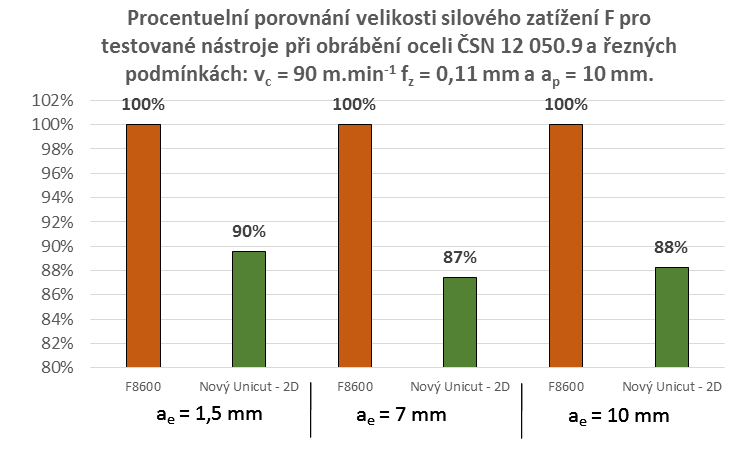 Procentuelní porovnání velikosti silového zatížení F pro
testované nástroje při obrábění oceli ČSN 12 050.9 a řezných
podmínkách: vc = 90 m.min-1 fz = 0,11 mm a ap = 10 mm.
102%
100%
98%
96%
94%
92%
90%
88%
86%
84%
82%
80%
100%
90%
100%
87%
100%
88%
F8600
Nový Unicut - 2D
F8600
Nový Unicut - 2D
F8600
Nový Unicut - 2D
ae = 1,5 mm
ae = 7 mm
ae = 10 mm